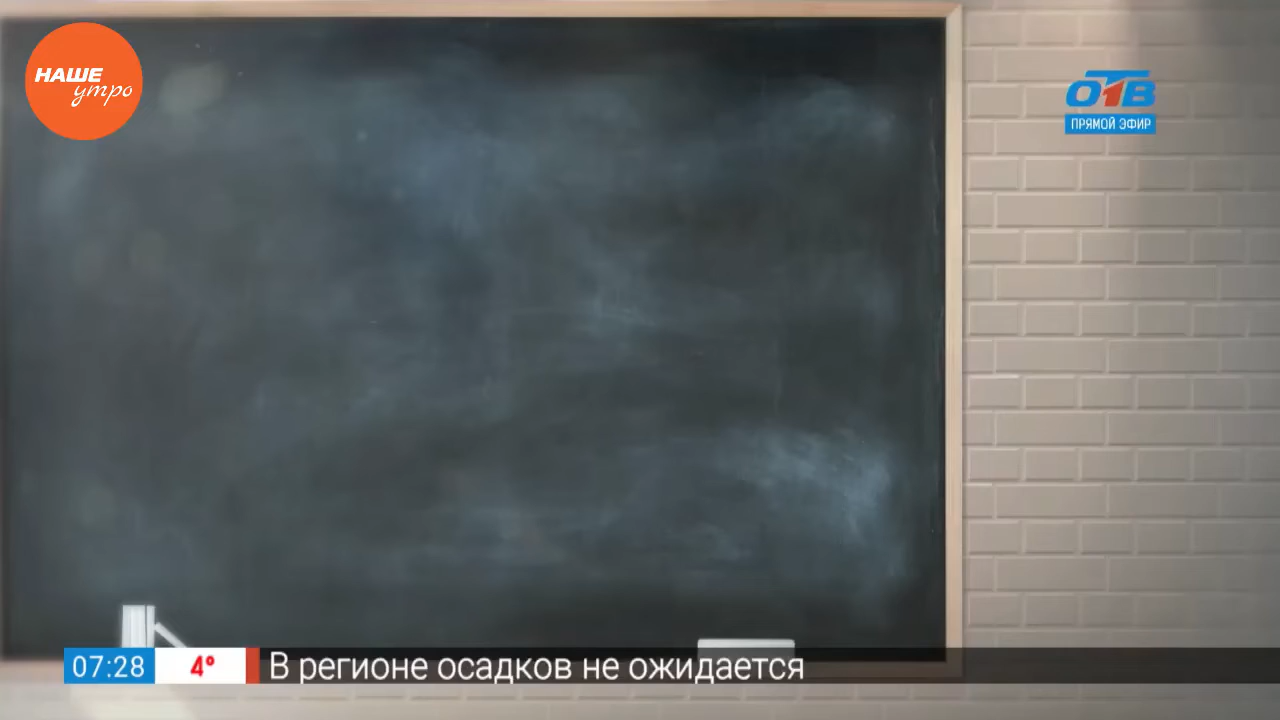 НАШЕ
утро
ОТВ
ПРЯМОЙ ЭФИР
07:28 4° В регионе осадков не ожидается